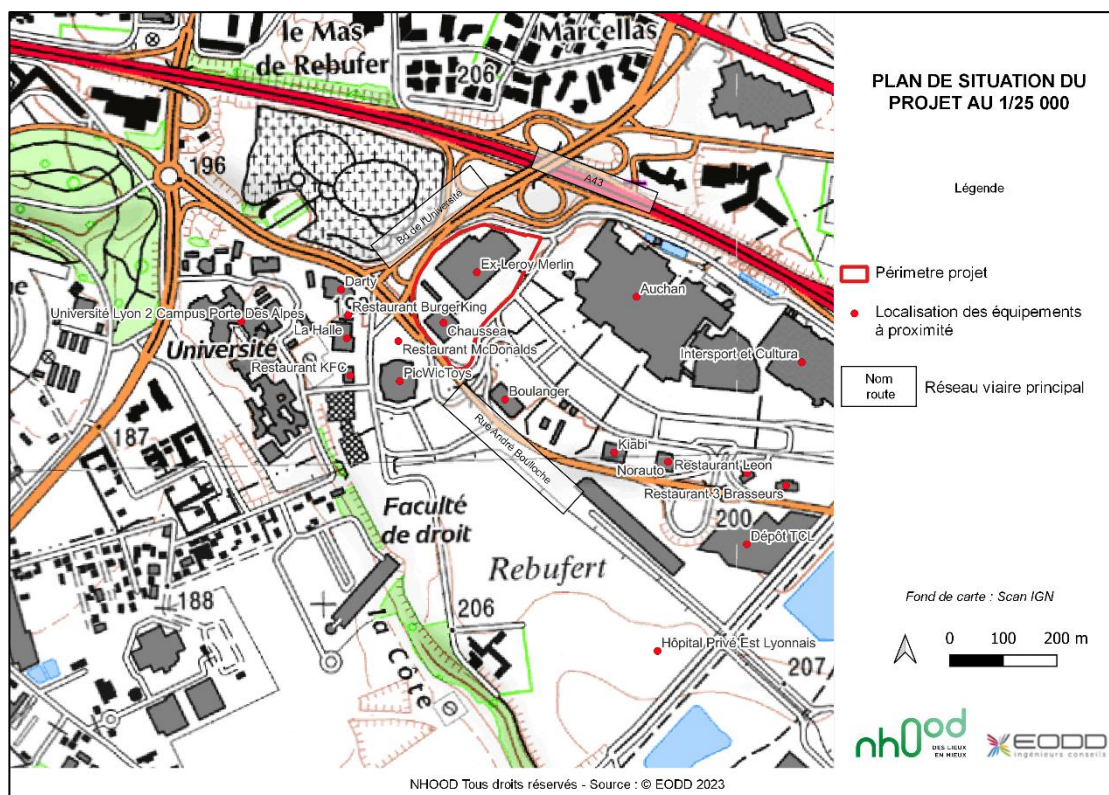 le Mas
de Rebufer
Marcellas
206
196
A43
Bd de l'Université
Ex-Leroy Merlin
Darty
Auchan
Restaurant BurgerKing
Université Lyon 2 Campus Porte Des Alpes
Chausséa
La Halle
Université
Restaurant McDonalds
Intersport et Cultura
Restaurant KFC
PicWicToys
Boulanger
187
Rue André Boulloche
Kiabi
Norauto
Restaurant Leon
Restaurant 3 Brasseurs
Faculté
de droit
200
Dépôt TCL
Rebufert
188
206
la Côte
Hôpital Privé Est Lyonnais
207
PLAN DE SITUATION DU
PROJET AU 1/25 000
Légende
Périmetre projet
Localisation des équipements
à proximité
Nom
route
Réseau viaire principal
Fond de carte : Scan IGN
0 100 200 m
nhood
DES LIEUX
EN MIEUX
EODD
ingénieurs conseils
NHOOD Tous droits réservés - Source : © EODD 2023